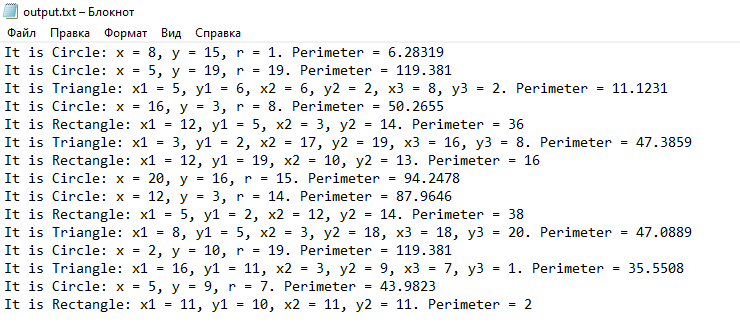 output.txt – Блокнот
Файл Правка Формат Вид Справка
It is Circle: x = 8, y = 15, r = 1. Perimeter = 6.28319
It is Circle: x = 5, y = 19, r = 19. Perimeter = 119.381
It is Triangle: x1 = 5, y1 = 6, x2 = 6, y2 = 2, x3 = 8, y3 = 2. Perimeter = 11.1231
It is Circle: x = 16, y = 3, r = 8. Perimeter = 50.2655
It is Rectangle: x1 = 12, y1 = 5, x2 = 3, y2 = 14. Perimeter = 36
It is Triangle: x1 = 3, y1 = 2, x2 = 17, y2 = 19, x3 = 16, y3 = 8. Perimeter = 47.3859
It is Rectangle: x1 = 12, y1 = 19, x2 = 10, y2 = 13. Perimeter = 16
It is Circle: x = 20, y = 16, r = 15. Perimeter = 94.2478
It is Circle: x = 12, y = 3, r = 14. Perimeter = 87.9646
It is Rectangle: x1 = 5, y1 = 2, x2 = 12, y2 = 14. Perimeter = 38
It is Triangle: x1 = 8, y1 = 5, x2 = 3, y2 = 18, x3 = 18, y3 = 20. Perimeter = 47.0889
It is Circle: x = 2, y = 10, r = 19. Perimeter = 119.381
It is Triangle: x1 = 16, y1 = 11, x2 = 3, y2 = 9, x3 = 7, y3 = 1. Perimeter = 35.5508
It is Circle: x = 5, y = 9, r = 7. Perimeter = 43.9823
It is Rectangle: x1 = 11, y1 = 10, x2 = 11, y2 = 11. Perimeter = 2